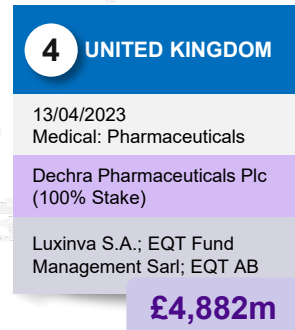 4 UNITED KINGDOM
13/04/2023
Medical: Pharmaceuticals
Dechra Pharmaceuticals Plc
(100% Stake)
Luxinva S.A.; EQT Fund
Management Sarl; EQT AB
£4,882m